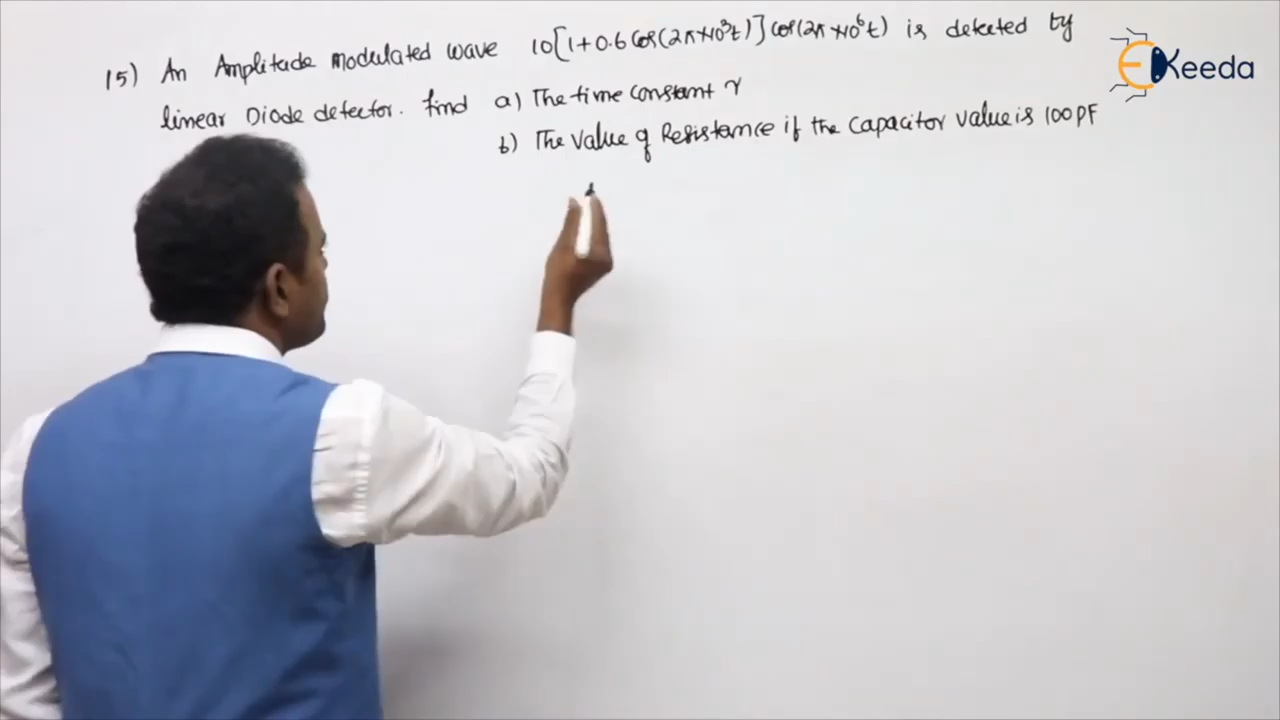 15) An Amplitude modulated wave 10[1+0.6 Cos(2π×10³t)] cos(2π×10⁶t) is detected by
linear Diode detector. Find a) The time constant τ
b) The Value of Resistance if the Capacitor value is 100 PF
EKeeda